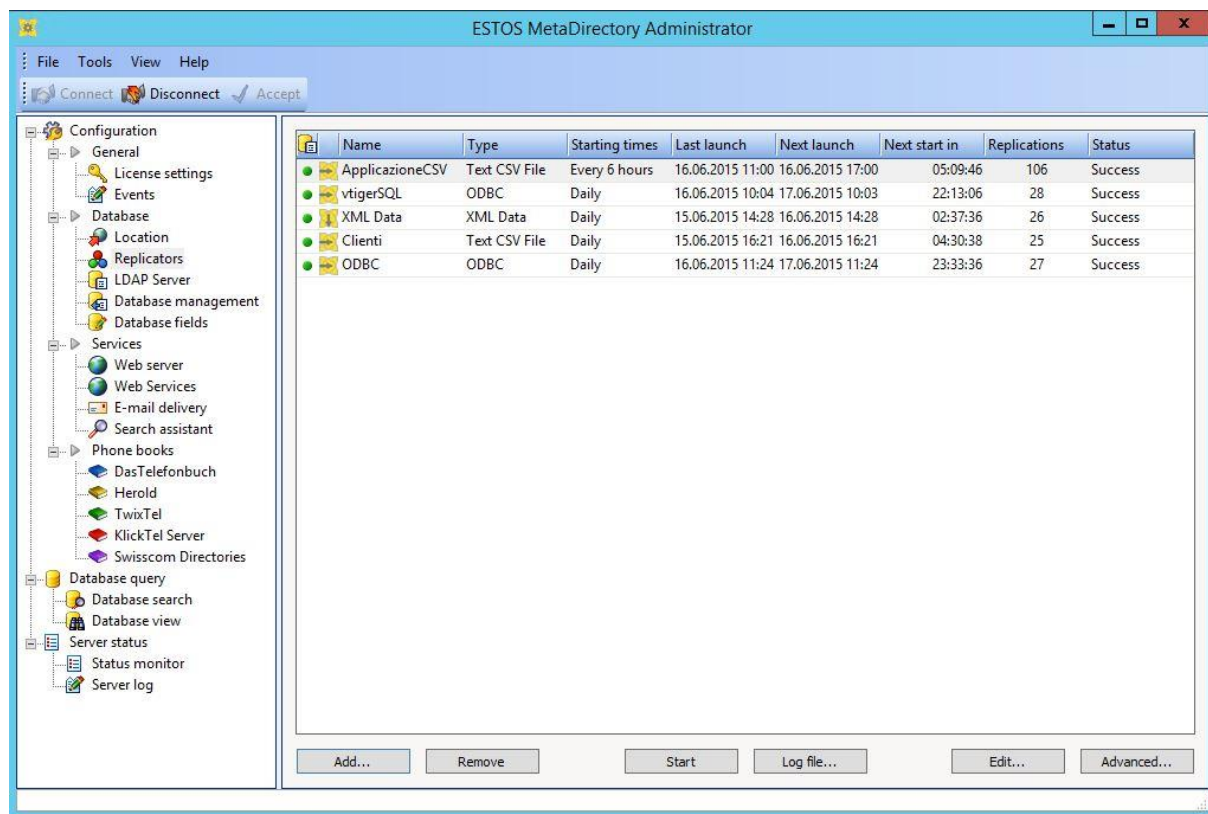 ESTOS MetaDirectory Administrator
File Tools View Help
Connect Disconnect Accept
Configuration
General
License settings
Events
Database
Location
Replicators
LDAP Server
Database management
Database fields
Services
Web server
Web Services
E-mail delivery
Search assistant
Phone books
DasTelefonbuch
Herold
TwixTel
KlickTel Server
Swisscom Directories
Database query
Database search
Database view
Server status
Status monitor
Server log
Name Type Starting times Last launch Next launch Next start in Replications Status
ApplicazioneCSV Text CSV File Every 6 hours 16.06.2015 11:00 16.06.2015 17:00 05:09:46 106 Success
vtigerSQL ODBC Daily 16.06.2015 10:04 17.06.2015 10:03 22:13:06 28 Success
XML Data XML Data Daily 15.06.2015 14:28 16.06.2015 14:28 02:37:36 26 Success
Clienti Text CSV File Daily 15.06.2015 16:21 16.06.2015 16:21 04:30:38 25 Success
ODBC ODBC Daily 16.06.2015 11:24 17.06.2015 11:24 23:33:36 27 Success
Add... Remove Start Log file... Edit... Advanced...